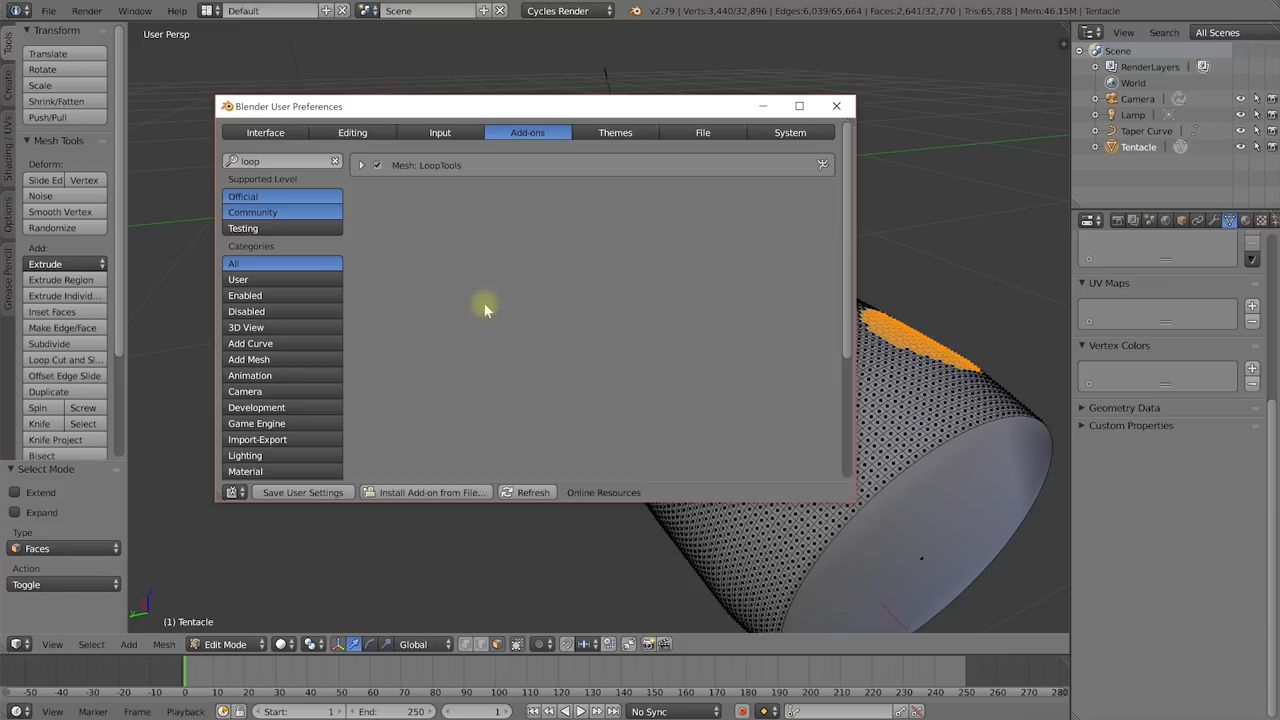 File Render Window Help Default Scene Cycles Render v2.79 | Verts:3,440/32,896 | Edges:6,039/65,664 | Faces:2,641/32,770 | Tris:65,788 | Mem:46.15M | Tentacle
Tools
Create
Shading / UVs
Options
Grease Pencil
Transform
Translate
Rotate
Scale
Shrink/Fatten
Push/Pull
Mesh Tools
Deform:
Slide Ed Vertex
Noise
Smooth Vertex
Randomize
Add:
Extrude
Extrude Region
Extrude Individ...
Inset Faces
Make Edge/Face
Subdivide
Loop Cut and Sl...
Offset Edge Slide
Duplicate
Spin Screw
Knife Select
Knife Project
Bisect
Select Mode
Extend
Expand
Type
Faces
Action
Toggle
User Persp
Blender User Preferences
Interface Editing Input Add-ons Themes File System
loop
Mesh: LoopTools
Supported Level
Official
Community
Testing
Categories
All
User
Enabled
Disabled
3D View
Add Curve
Add Mesh
Animation
Camera
Development
Game Engine
Import-Export
Lighting
Material
Save User Settings Install Add-on from File... Refresh Online Resources
(1) Tentacle
View Search All Scenes
Scene
RenderLayers
World
Camera
Lamp
Taper Curve
Tentacle
UV Maps
Vertex Colors
Geometry Data
Custom Properties
View Select Add Mesh Edit Mode Global
-50 -40 -30 -20 -10 0 10 20 30 40 50 60 70 80 90 100 110 120 130 140 150 160 170 180 190 200 210 220 230 240 250 260 270 280
View Marker Frame Playback Start: 1 End: 250 1 No Sync